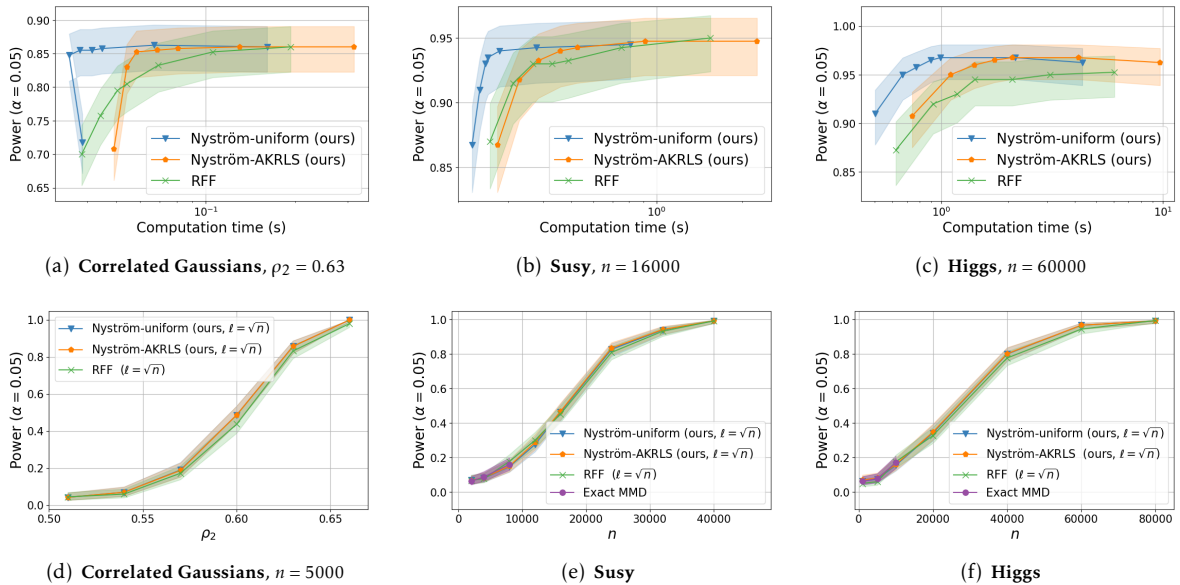 0.90
0.85
0.80
0.75
0.70
0.65
Power (α = 0.05)
Nyström-uniform (ours)
Nyström-AKRLS (ours)
RFF
10⁻¹
Computation time (s)
(a) Correlated Gaussians, ρ₂ = 0.63
0.95
0.90
0.85
Power (α = 0.05)
Nyström-uniform (ours)
Nyström-AKRLS (ours)
RFF
10⁰
Computation time (s)
(b) Susy, n = 16000
1.00
0.95
0.90
0.85
Power (α = 0.05)
Nyström-uniform (ours)
Nyström-AKRLS (ours)
RFF
10⁰ 10¹
Computation time (s)
(c) Higgs, n = 60000
1.0
0.8
0.6
0.4
0.2
0.0
Power (α = 0.05)
Nyström-uniform (ours, ℓ = √n)
Nyström-AKRLS (ours, ℓ = √n)
RFF (ℓ = √n)
0.50 0.55 0.60 0.65
ρ₂
(d) Correlated Gaussians, n = 5000
1.0
0.8
0.6
0.4
0.2
0.0
Power (α = 0.05)
Nyström-uniform (ours, ℓ = √n)
Nyström-AKRLS (ours, ℓ = √n)
RFF (ℓ = √n)
Exact MMD
0 10000 20000 30000 40000
n
(e) Susy
1.0
0.8
0.6
0.4
0.2
0.0
Power (α = 0.05)
Nyström-uniform (ours, ℓ = √n)
Nyström-AKRLS (ours, ℓ = √n)
RFF (ℓ = √n)
Exact MMD
0 20000 40000 60000 80000
n
(f) Higgs